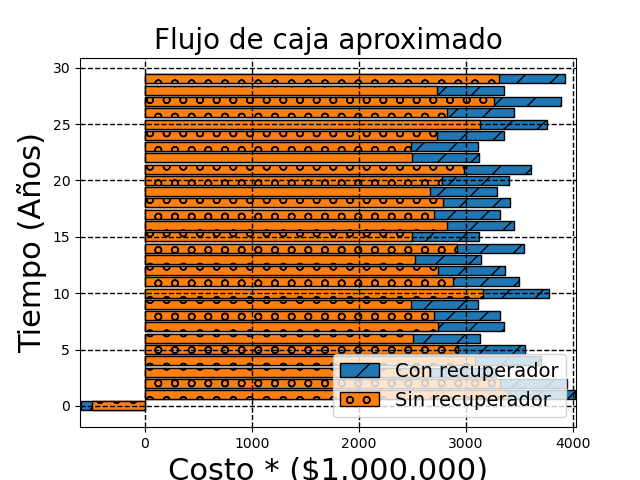 Flujo de caja aproximado
Tiempo (Años)
30
25
20
15
10
5
0
Con recuperador
Sin recuperador
0 1000 2000 3000 4000
Costo * ($1.000.000)